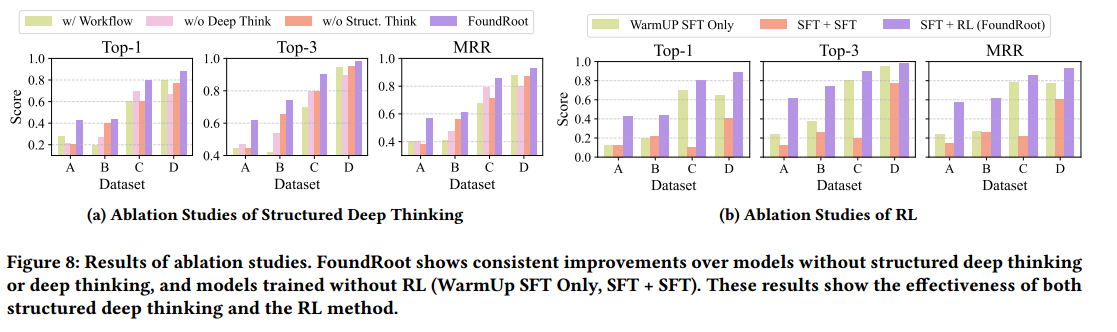 w/ Workflow w/o Deep Think w/o Struct. Think FoundRoot
Top-1 Top-3 MRR
Score
1.0
0.8
0.6
0.4
0.2
1.0
0.8
0.6
0.4
1.0
0.8
0.6
0.4
A B C D A B C D A B C D
Dataset Dataset Dataset
(a) Ablation Studies of Structured Deep Thinking
WarmUP SFT Only SFT + SFT SFT + RL (FoundRoot)
Top-1 Top-3 MRR
Score
1.0
0.8
0.6
0.4
0.2
0.0
A B C D A B C D A B C D
Dataset Dataset Dataset
(b) Ablation Studies of RL
Figure 8: Results of ablation studies. FoundRoot shows consistent improvements over models without structured deep thinking
or deep thinking, and models trained without RL (WarmUp SFT Only, SFT + SFT). These results show the effectiveness of both
structured deep thinking and the RL method.